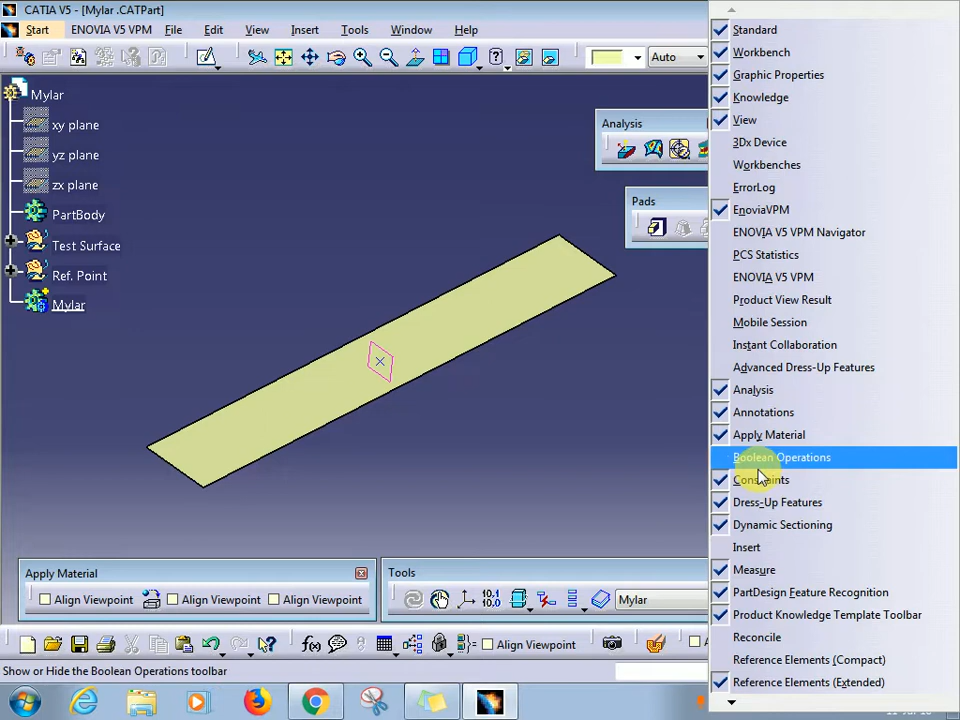 CATIA V5 - [Mylar .CATPart]
Start ENOVIA V5 VPM File Edit View Insert Tools Window Help
Auto
Mylar
xy plane
yz plane
zx plane
PartBody
Test Surface
Ref. Point
Mylar
Analysis
Pads
Standard
Workbench
Graphic Properties
Knowledge
View
3Dx Device
Workbenches
ErrorLog
EnoviaVPM
ENOVIA V5 VPM Navigator
PCS Statistics
ENOVIA V5 VPM
Product View Result
Mobile Session
Instant Collaboration
Advanced Dress-Up Features
Analysis
Annotations
Apply Material
Boolean Operations
Constraints
Dress-Up Features
Dynamic Sectioning
Insert
Measure
PartDesign Feature Recognition
Product Knowledge Template Toolbar
Reconcile
Reference Elements (Compact)
Reference Elements (Extended)
Apply Material
Align Viewpoint Align Viewpoint Align Viewpoint
Tools
10,1
0,0
Mylar
f(x) Align Viewpoint
Show or Hide the Boolean Operations toolbar